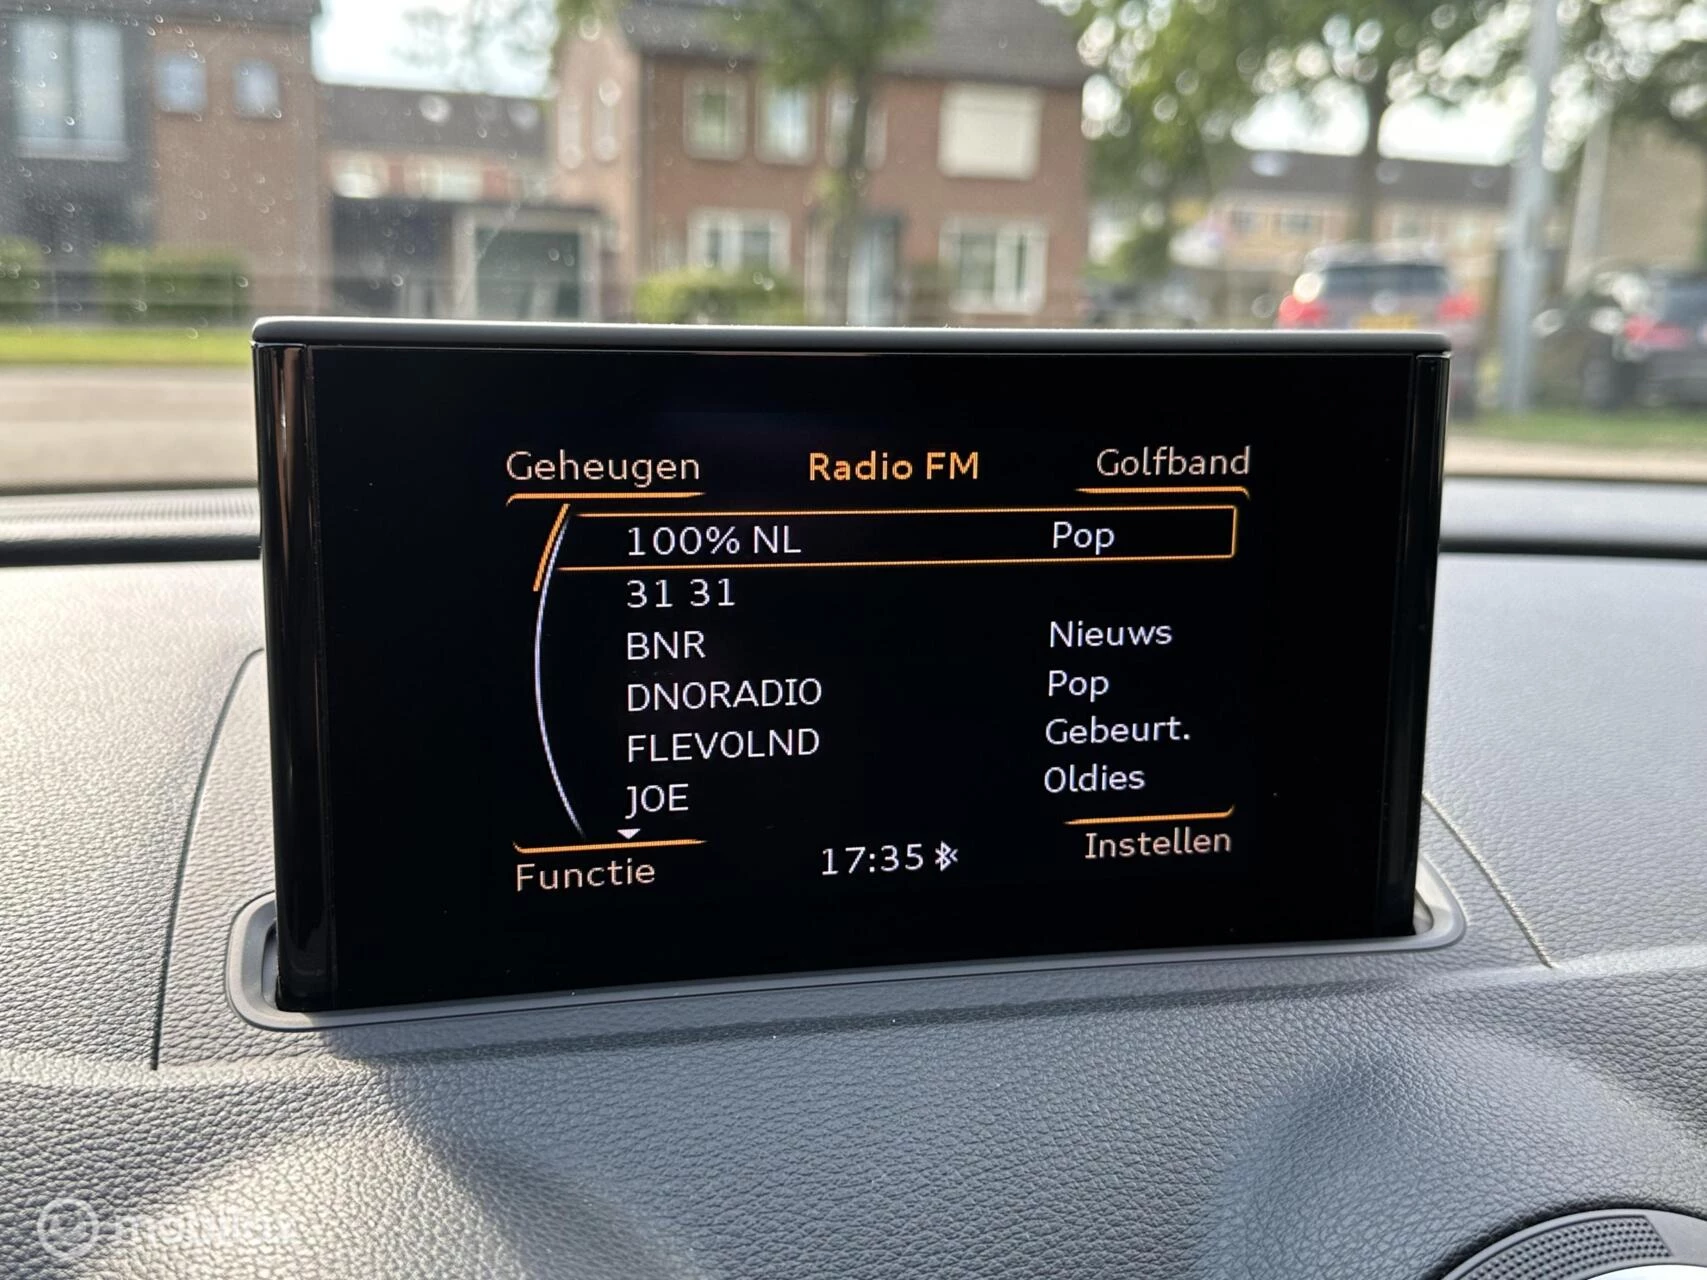 Geheugen Radio FM Golfband
100% NL Pop
31 31
BNR Nieuws
DNORADIO Pop
FLEVOLND Gebeurt.
JOE Oldies
Functie 17:35 Instellen